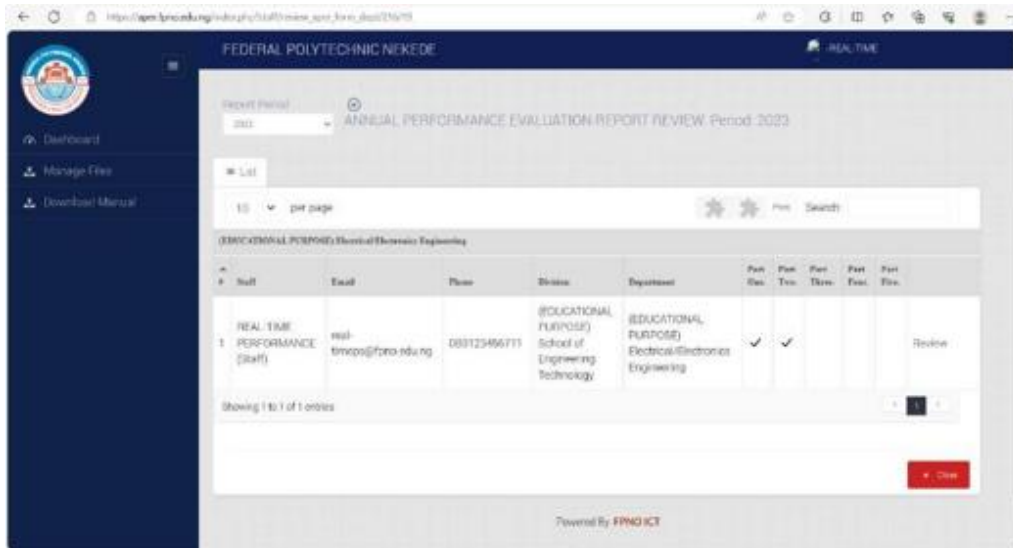 FEDERAL POLYTECHNIC NEKEDE
REAL-TIME
Dashboard
Manage Files
Download Manual
Report Period
2023
ANNUAL PERFORMANCE EVALUATION REPORT REVIEW. Period: 2023
List
10 per page
Print
Search:
(EDUCATIONAL PURPOSE) Electrical/Electronics Engineering
# Staff Email Phone Division Department Part One. Part Two. Part Three. Part Four. Part Five.
1
REAL-TIME PERFORMANCE (Staff)
real-
083123456711
(EDUCATIONAL PURPOSE) School of Engineering Technology
(EDUCATIONAL PURPOSE) Electrical/Electronics Engineering
✓ ✓
Review
Showing 1 to 1 of 1 entries
1
× Close
Powered By FPNO ICT